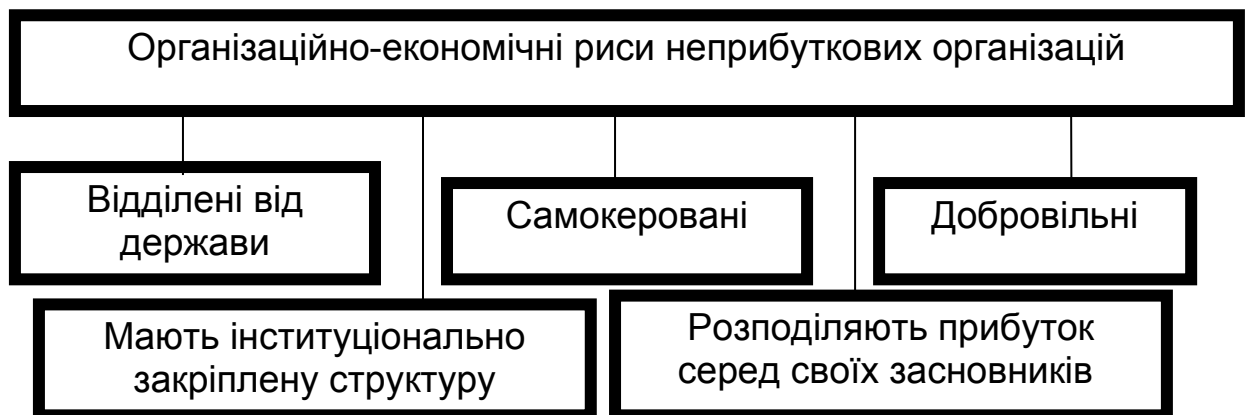 Організаційно-економічні риси неприбуткових організацій
Відділені від
держави
Самокеровані
Добровільні
Мають інституціонально
закріплену структуру
Розподіляють прибуток
серед своїх засновників